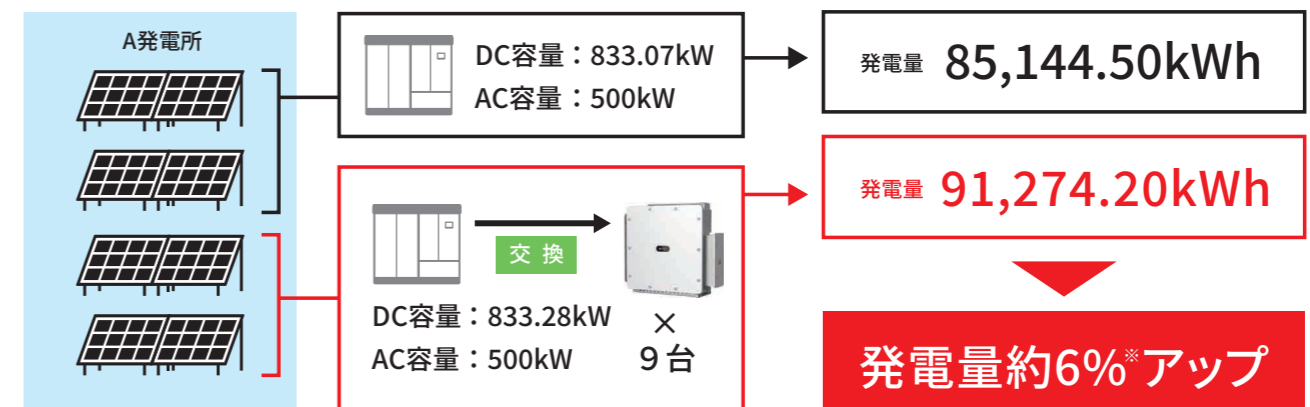 A発電所
DC容量：833.07kW
AC容量：500kW
発電量 85,144.50kWh
交換
DC容量：833.28kW
AC容量：500kW
×
9台
発電量 91,274.20kWh
発電量約6%※アップ